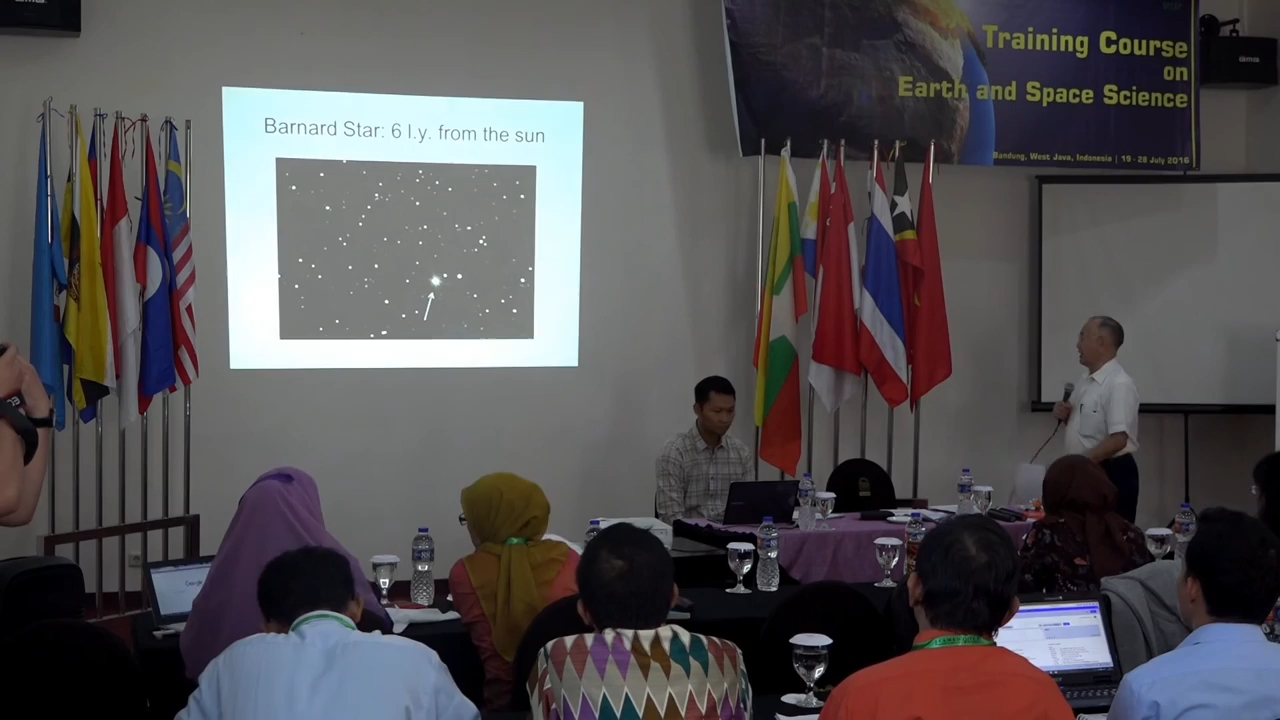 Training Course
on
Earth and Space Science
Bandung, West Java, Indonesia | 19 - 28 July 2016
Barnard Star: 6 l.y. from the sun
Google